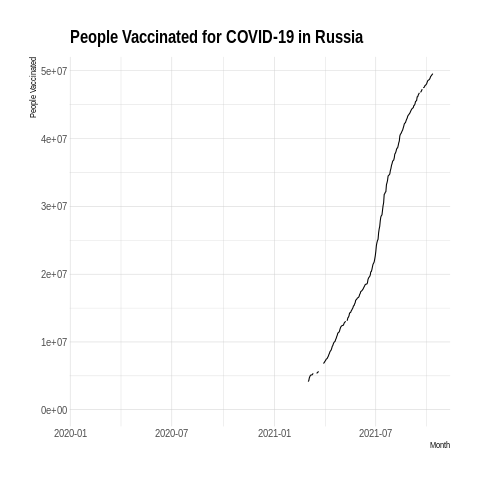 People Vaccinated for COVID-19 in Russia
People Vaccinated
5e+07
4e+07
3e+07
2e+07
1e+07
0e+00
2020-01
2020-07
2021-01
2021-07
Month